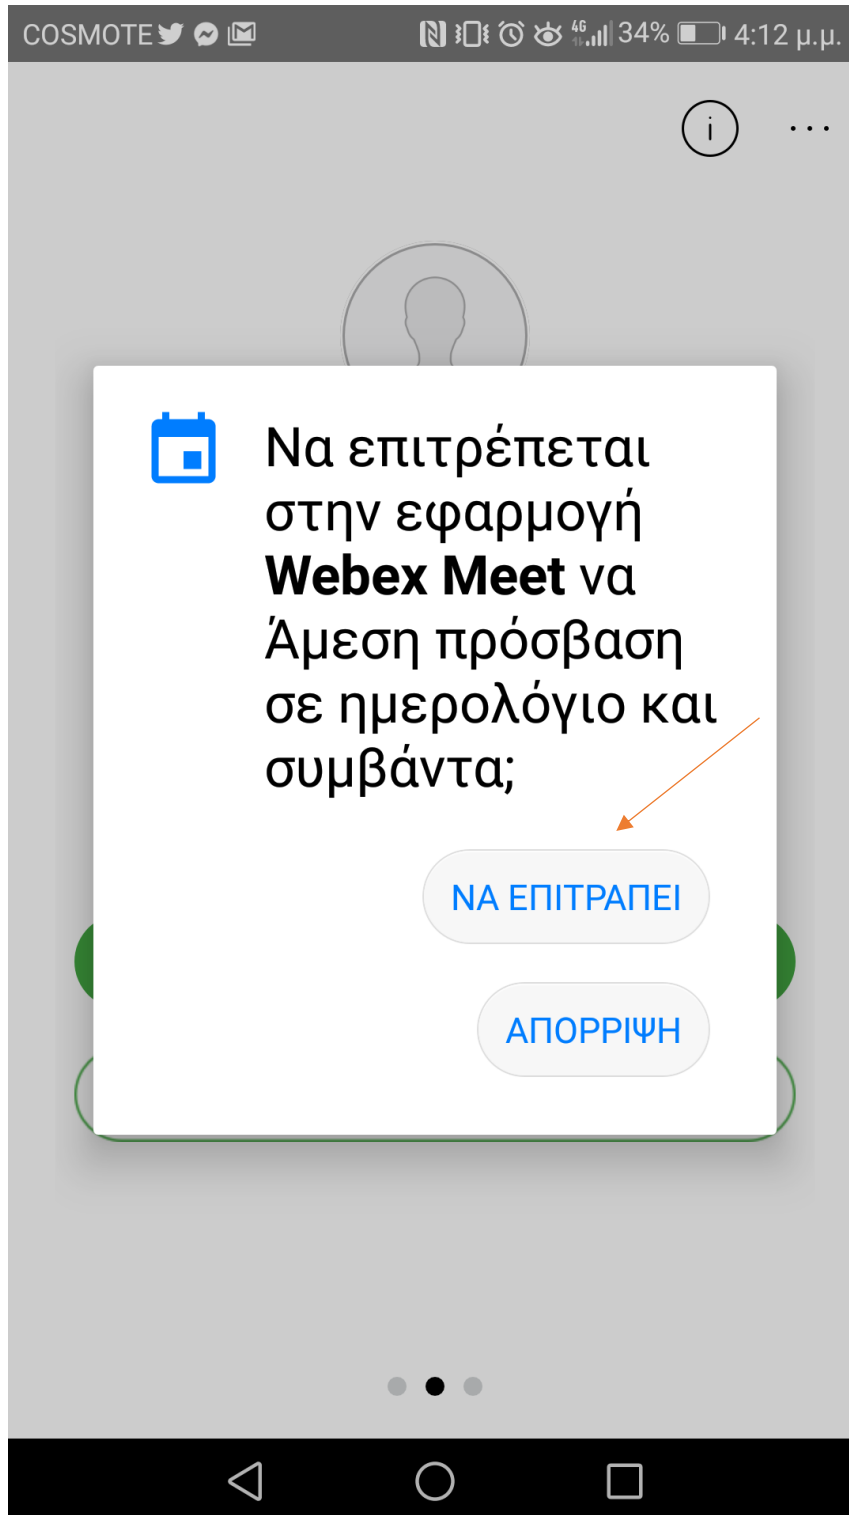 COSMOTE 4G 34% 4:12 μ.μ.
i
Να επιτρέπεται
στην εφαρμογή
Webex Meet να
Άμεση πρόσβαση
σε ημερολόγιο και
συμβάντα;
ΝΑ ΕΠΙΤΡΑΠΕΙ
ΑΠΟΡΡΙΨΗ